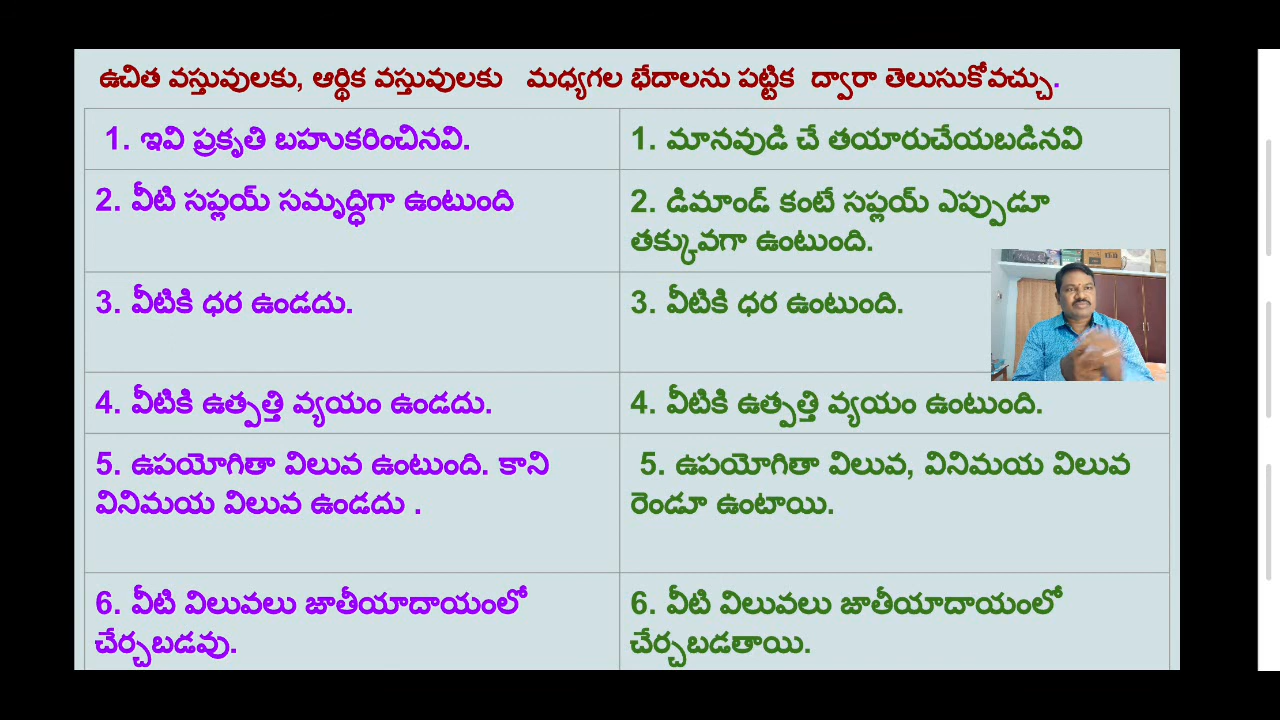 ఉచిత వస్తువులకు, ఆర్థిక వస్తువులకు మధ్యగల భేదాలను పట్టిక ద్వారా తెలుసుకోవచ్చు.
1. ఇవి ప్రకృతి బహుకరించినవి.
1. మానవుడి చే తయారుచేయబడినవి
2. వీటి సప్లయ్ సమృద్ధిగా ఉంటుంది
2. డిమాండ్ కంటే సప్లయ్ ఎప్పుడూ
తక్కువగా ఉంటుంది.
3. వీటికి ధర ఉండదు.
3. వీటికి ధర ఉంటుంది.
4. వీటికి ఉత్పత్తి వ్యయం ఉండదు.
4. వీటికి ఉత్పత్తి వ్యయం ఉంటుంది.
5. ఉపయోగితా విలువ ఉంటుంది. కాని
వినిమయ విలువ ఉండదు .
5. ఉపయోగితా విలువ, వినిమయ విలువ
రెండూ ఉంటాయి.
6. వీటి విలువలు జాతీయాదాయంలో
చేర్చబడవు.
6. వీటి విలువలు జాతీయాదాయంలో
చేర్చబడతాయి.